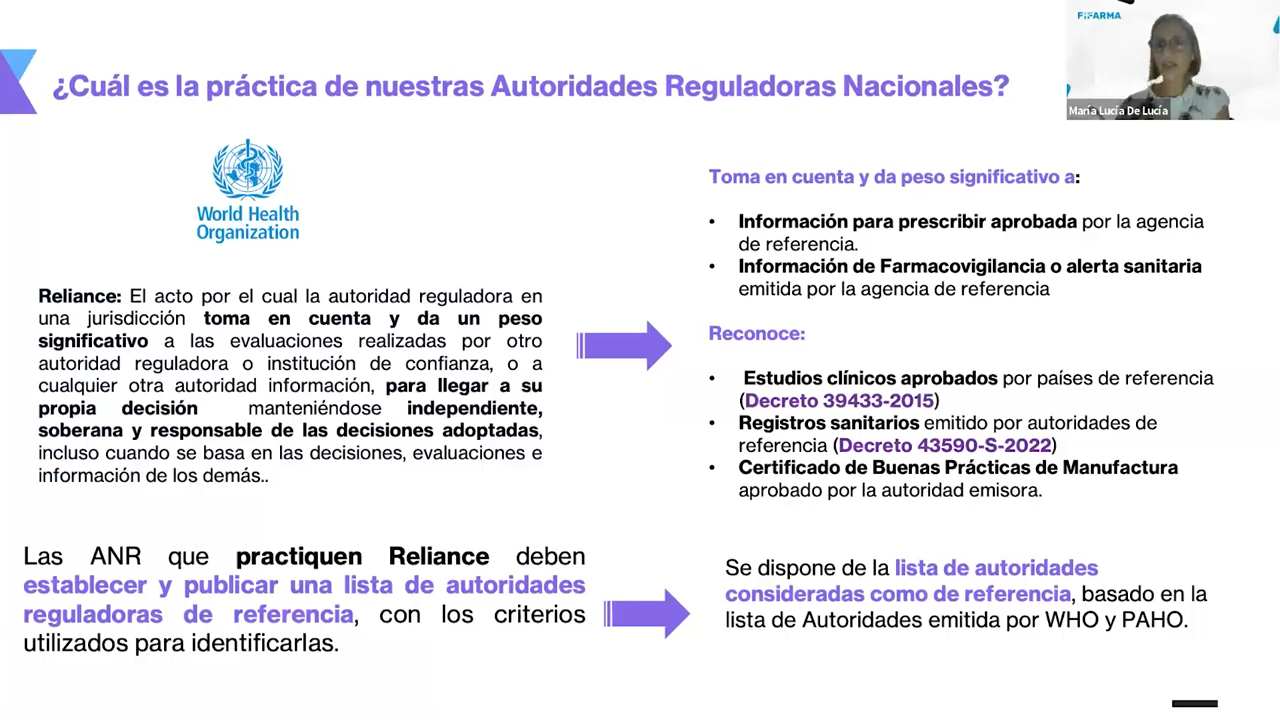 FIFARMA
María Lucía De Lucía
¿Cuál es la práctica de nuestras Autoridades Reguladoras Nacionales?
World Health
Organization
Reliance: El acto por el cual la autoridad reguladora en
una jurisdicción toma en cuenta y da un peso
significativo a las evaluaciones realizadas por otro
autoridad reguladora o institución de confianza, o a
cualquier otra autoridad información, para llegar a su
propia decisión manteniéndose independiente,
soberana y responsable de las decisiones adoptadas,
incluso cuando se basa en las decisiones, evaluaciones e
información de los demás..
Las ANR que practiquen Reliance deben
establecer y publicar una lista de autoridades
reguladoras de referencia, con los criterios
utilizados para identificarlas.
Toma en cuenta y da peso significativo a:
• Información para prescribir aprobada por la agencia
de referencia.
• Información de Farmacovigilancia o alerta sanitaria
emitida por la agencia de referencia
Reconoce:
• Estudios clínicos aprobados por países de referencia
(Decreto 39433-2015)
• Registros sanitarios emitido por autoridades de
referencia (Decreto 43590-S-2022)
• Certificado de Buenas Prácticas de Manufactura
aprobado por la autoridad emisora.
Se dispone de la lista de autoridades
consideradas como de referencia, basado en la
lista de Autoridades emitida por WHO y PAHO.